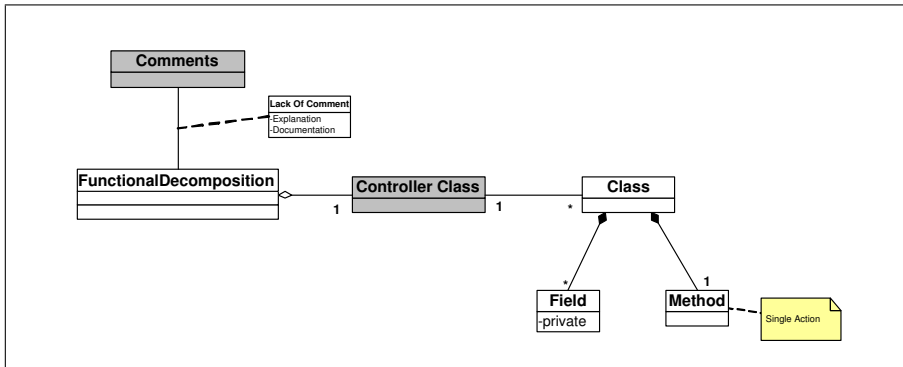 Comments
Lack Of Comment
-Explanation
-Documentation
FunctionalDecomposition
Controller Class
Class
1
1
*
*
1
Field
-private
Method
Single Action